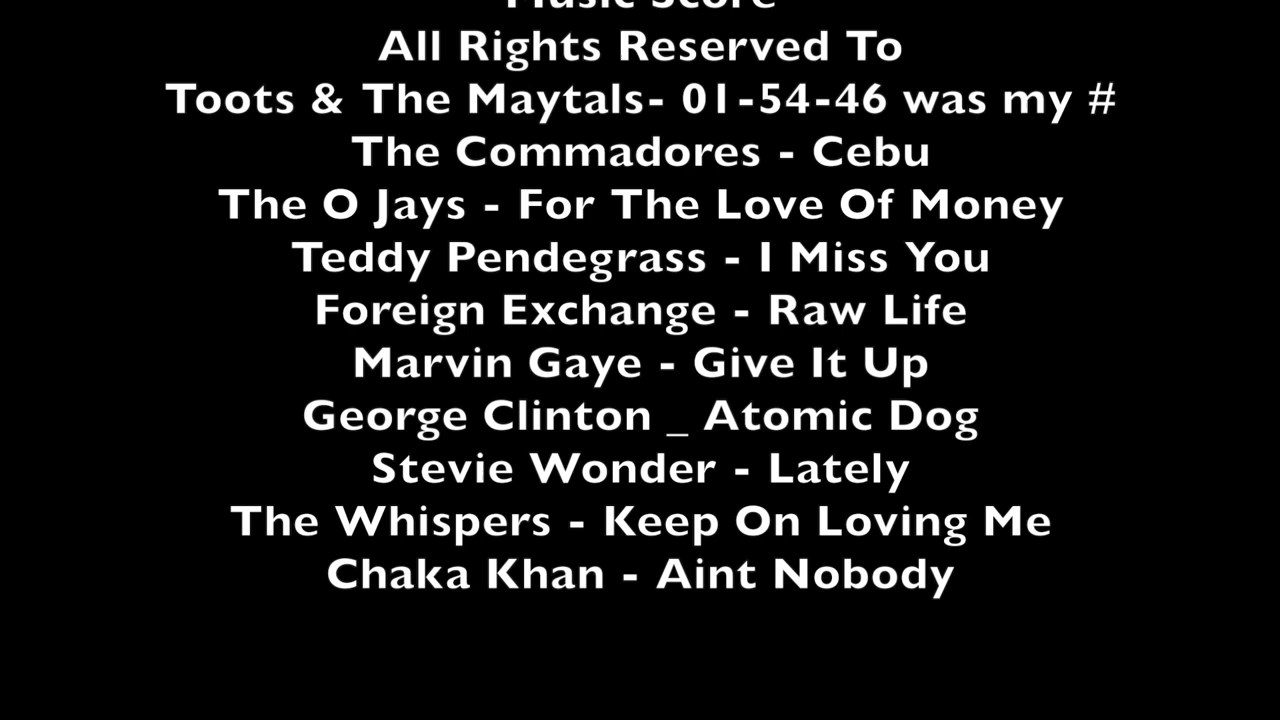 Music Score
All Rights Reserved To
Toots & The Maytals- 01-54-46 was my #
The Commadores - Cebu
The O Jays - For The Love Of Money
Teddy Pendegrass - I Miss You
Foreign Exchange - Raw Life
Marvin Gaye - Give It Up
George Clinton _ Atomic Dog
Stevie Wonder - Lately
The Whispers - Keep On Loving Me
Chaka Khan - Aint Nobody